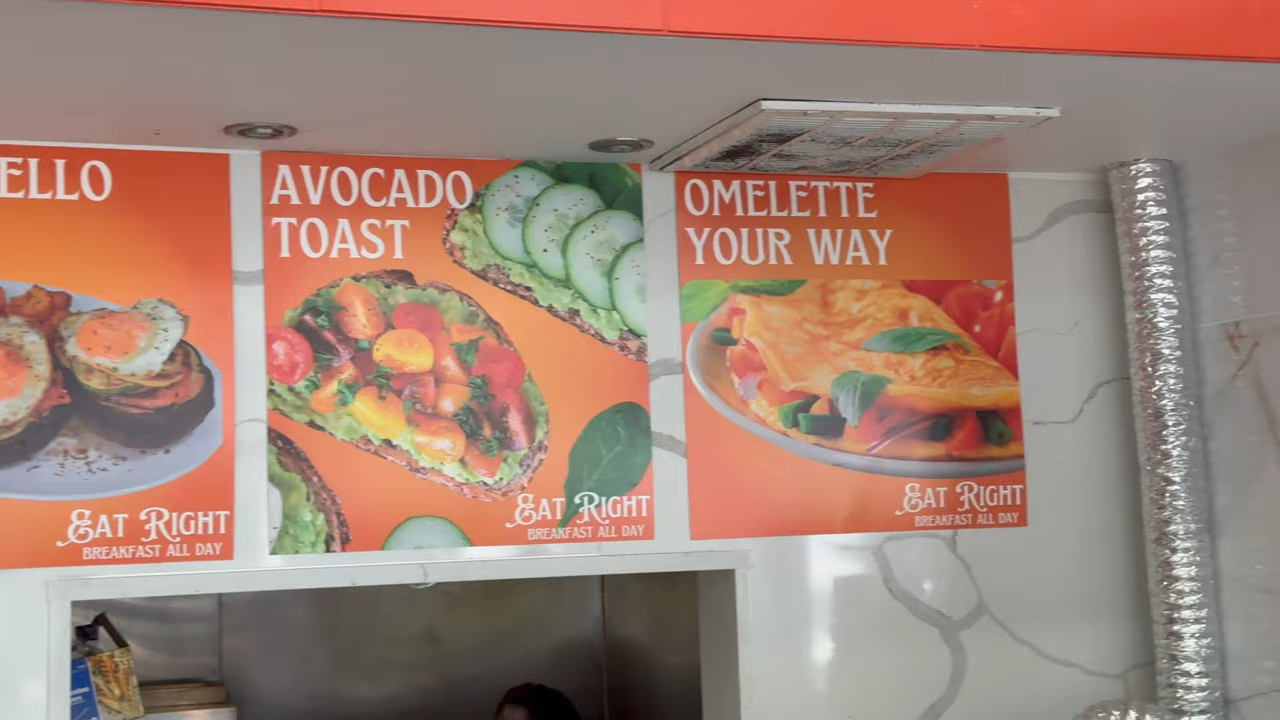 ELLO
EAT RIGHT
BREAKFAST ALL DAY
AVOCADO
TOAST
EAT RIGHT
BREAKFAST ALL DAY
OMELETTE
YOUR WAY
EAT RIGHT
BREAKFAST ALL DAY